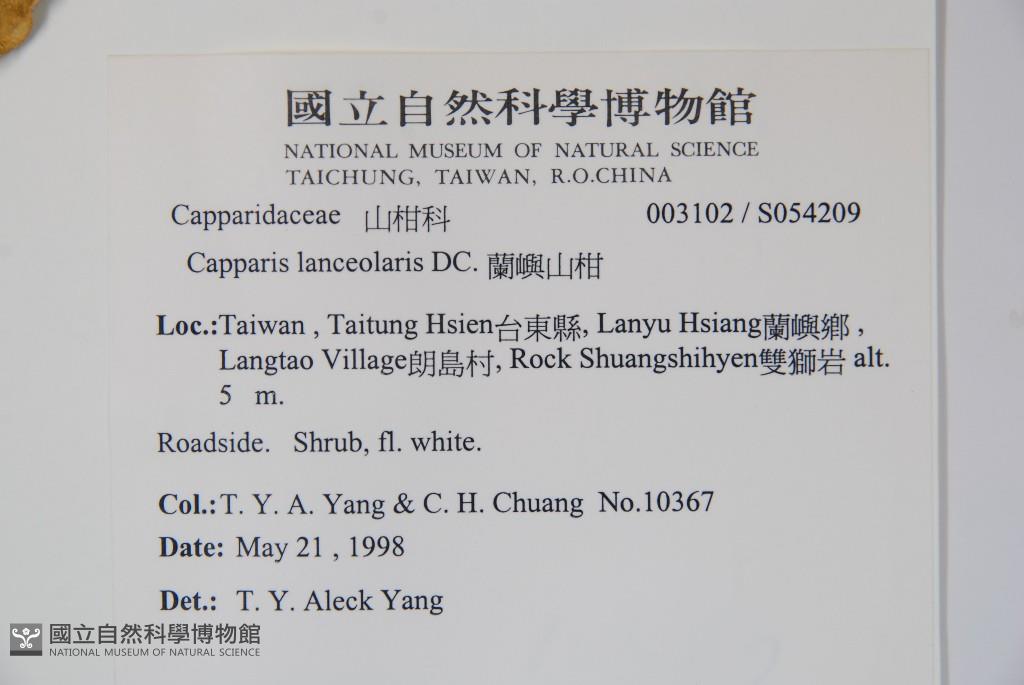 國立自然科學博物館
NATIONAL MUSEUM OF NATURAL SCIENCE
TAICHUNG, TAIWAN, R.O.CHINA
Capparidaceae 山柑科 003102 / S054209
Capparis lanceolaris DC. 蘭嶼山柑
Loc.:Taiwan , Taitung Hsien台東縣, Lanyu Hsiang蘭嶼鄉 ,
Langtao Village朗島村, Rock Shuangshihyen雙獅岩 alt.
5 m.
Roadside. Shrub, fl. white.
Col.:T. Y. A. Yang & C. H. Chuang No.10367
Date: May 21 , 1998
Det.: T. Y. Aleck Yang
國立自然科學博物館
NATIONAL MUSEUM OF NATURAL SCIENCE